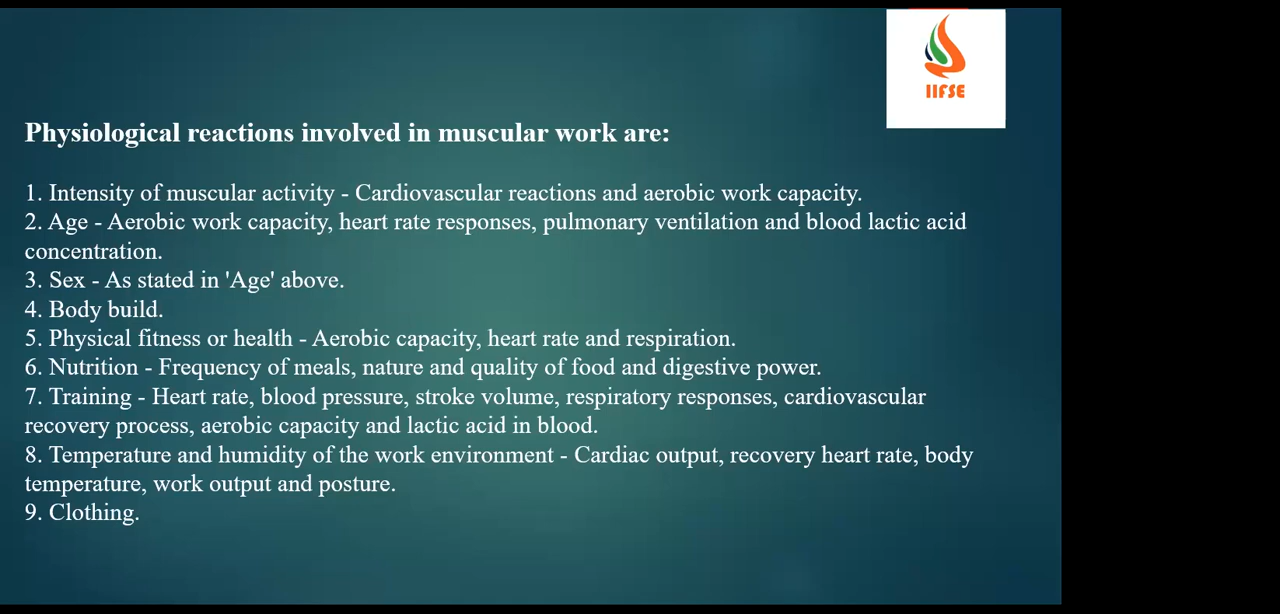 IIFSE
Physiological reactions involved in muscular work are:
1. Intensity of muscular activity - Cardiovascular reactions and aerobic work capacity.
2. Age - Aerobic work capacity, heart rate responses, pulmonary ventilation and blood lactic acid
concentration.
3. Sex - As stated in 'Age' above.
4. Body build.
5. Physical fitness or health - Aerobic capacity, heart rate and respiration.
6. Nutrition - Frequency of meals, nature and quality of food and digestive power.
7. Training - Heart rate, blood pressure, stroke volume, respiratory responses, cardiovascular
recovery process, aerobic capacity and lactic acid in blood.
8. Temperature and humidity of the work environment - Cardiac output, recovery heart rate, body
temperature, work output and posture.
9. Clothing.